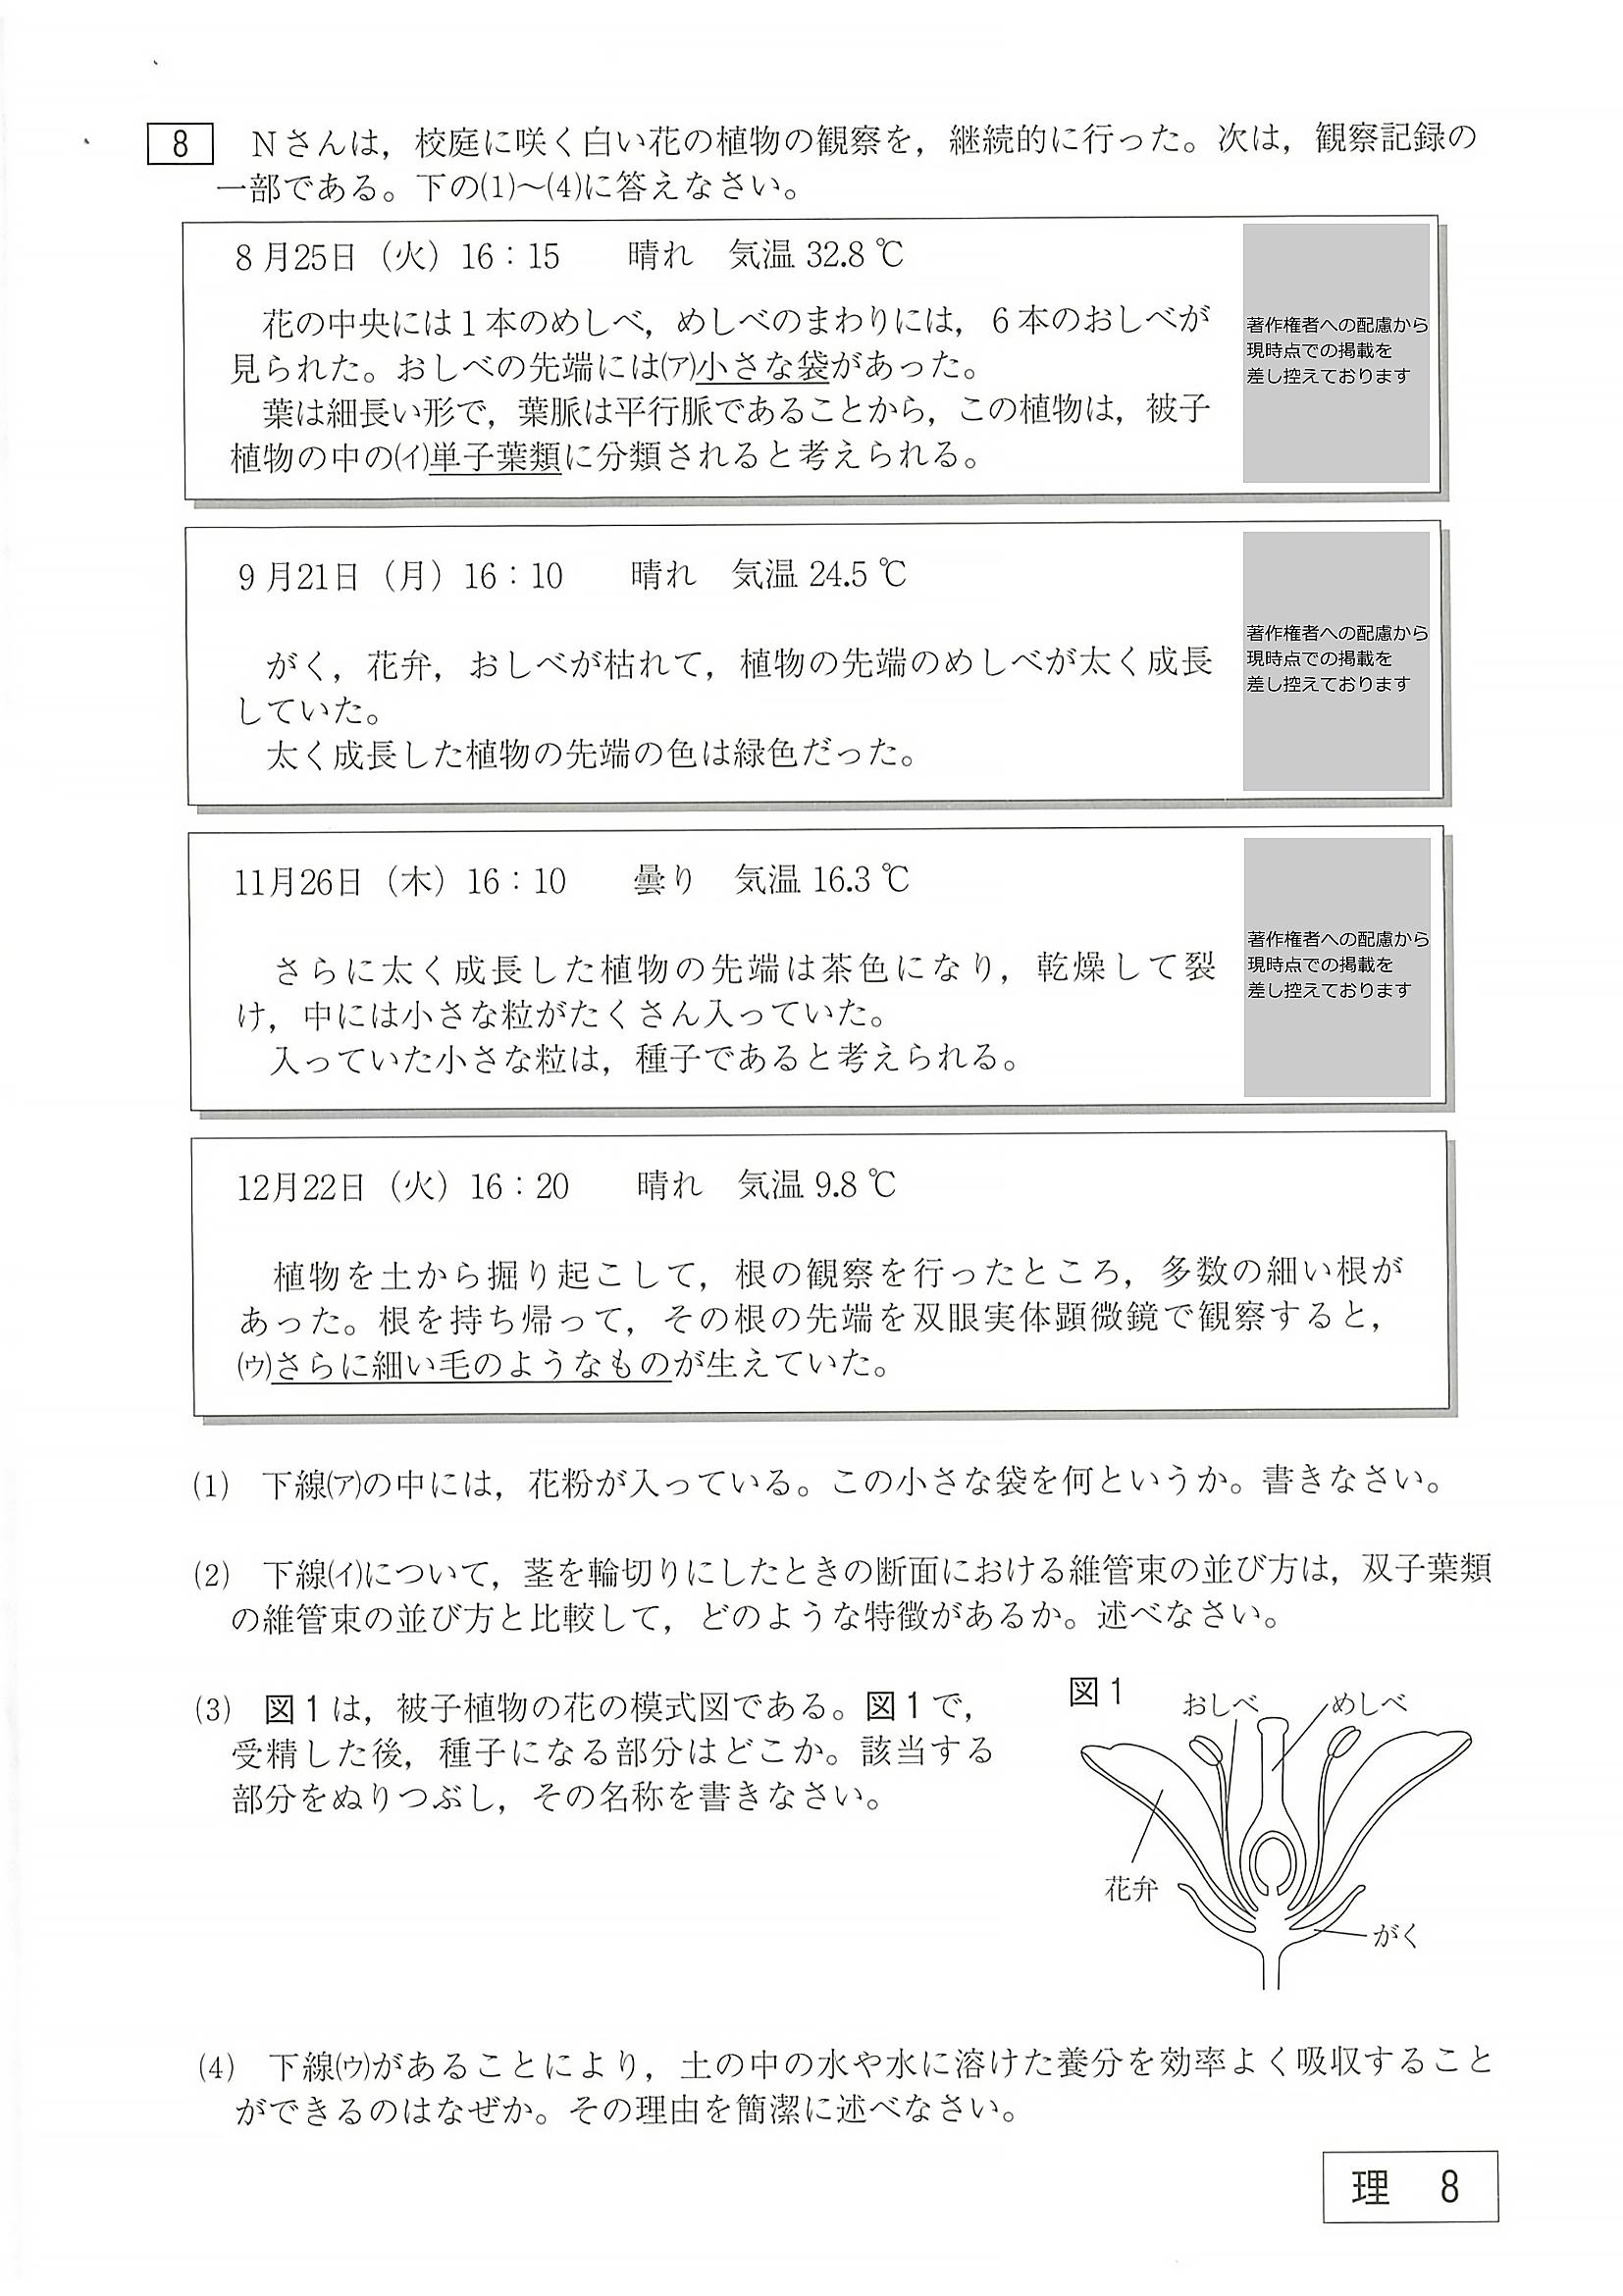 8 Nさんは，校庭に咲く白い花の植物の観察を，継続的に行った。次は，観察記録の
一部である。下の(1)～(4)に答えなさい。
8月25日（火）16：15　晴れ　気温 32.8 ℃
花の中央には1本のめしべ，めしべのまわりには，6本のおしべが
見られた。おしべの先端には(ア)小さな袋があった。
葉は細長い形で，葉脈は平行脈であることから，この植物は，被子
植物の中の(イ)単子葉類に分類されると考えられる。
著作権者への配慮から
現時点での掲載を
差し控えております
9月21日（月）16：10　晴れ　気温 24.5 ℃
がく，花弁，おしべが枯れて，植物の先端のめしべが太く成長
していた。
太く成長した植物の先端の色は緑色だった。
著作権者への配慮から
現時点での掲載を
差し控えております
11月26日（木）16：10　曇り　気温 16.3 ℃
さらに太く成長した植物の先端は茶色になり，乾燥して裂
け，中には小さな粒がたくさん入っていた。
入っていた小さな粒は，種子であると考えられる。
著作権者への配慮から
現時点での掲載を
差し控えております
12月22日（火）16：20　晴れ　気温 9.8 ℃
植物を土から掘り起こして，根の観察を行ったところ，多数の細い根が
あった。根を持ち帰って，その根の先端を双眼実体顕微鏡で観察すると，
(ウ)さらに細い毛のようなものが生えていた。
(1)　下線(ア)の中には，花粉が入っている。この小さな袋を何というか。書きなさい。
(2)　下線(イ)について，茎を輪切りにしたときの断面における維管束の並び方は，双子葉類
の維管束の並び方と比較して，どのような特徴があるか。述べなさい。
(3)　図1は，被子植物の花の模式図である。図1で，
受精した後，種子になる部分はどこか。該当する
部分をぬりつぶし，その名称を書きなさい。
図1
おしべ
めしべ
花弁
がく
(4)　下線(ウ)があることにより，土の中の水や水に溶けた養分を効率よく吸収すること
ができるのはなぜか。その理由を簡潔に述べなさい。
理　8